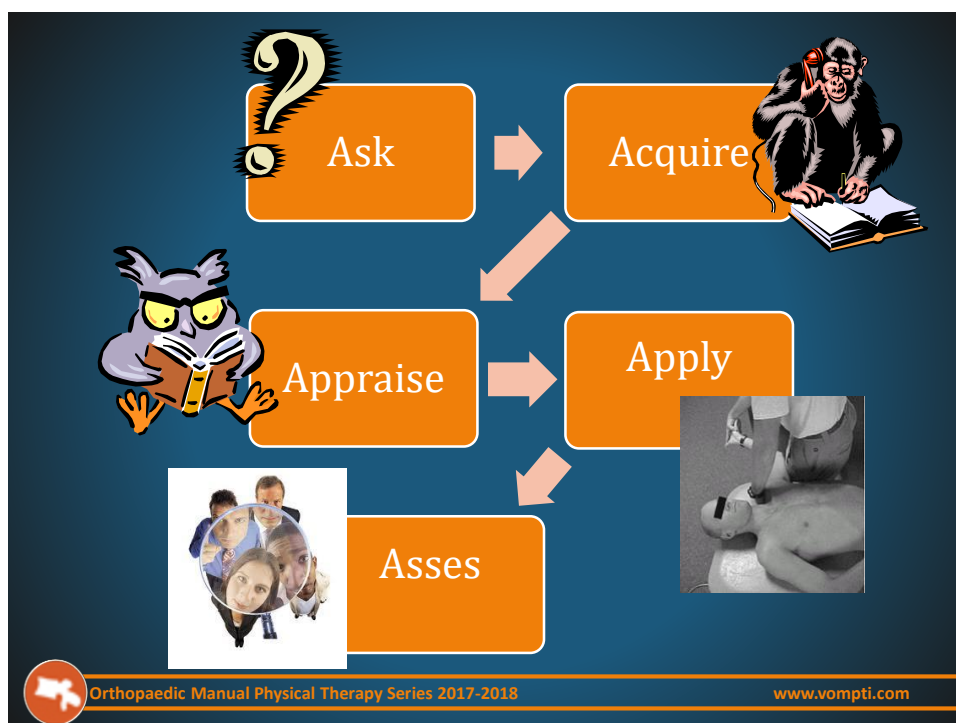 Ask
Acquire
Appraise
Apply
Asses
Orthopaedic Manual Physical Therapy Series 2017-2018
www.vompti.com